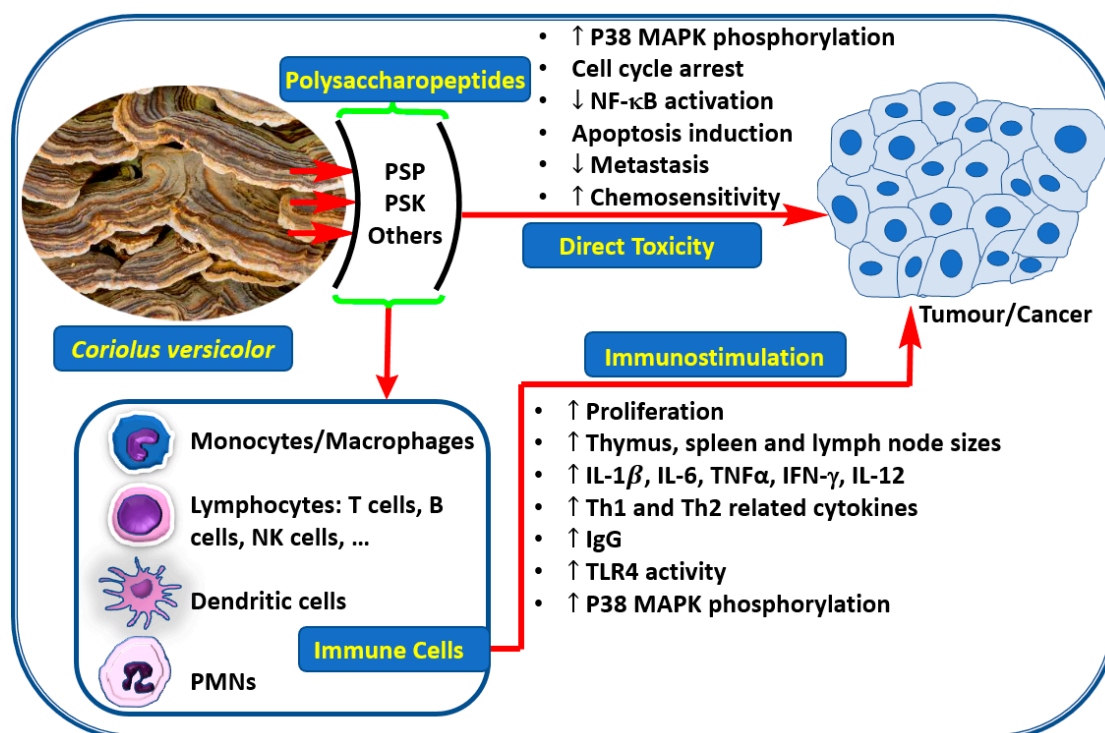 Polysaccharopeptides
PSP
PSK
Others
Coriolus versicolor
• ↑ P38 MAPK phosphorylation
• Cell cycle arrest
• ↓ NF-κB activation
• Apoptosis induction
• ↓ Metastasis
• ↑ Chemosensitivity
Direct Toxicity
Tumour/Cancer
Monocytes/Macrophages
Lymphocytes: T cells, B
cells, NK cells, ...
Dendritic cells
PMNs
Immune Cells
Immunostimulation
• ↑ Proliferation
• ↑ Thymus, spleen and lymph node sizes
• ↑ IL-1β, IL-6, TNFα, IFN-γ, IL-12
• ↑ Th1 and Th2 related cytokines
• ↑ IgG
• ↑ TLR4 activity
• ↑ P38 MAPK phosphorylation